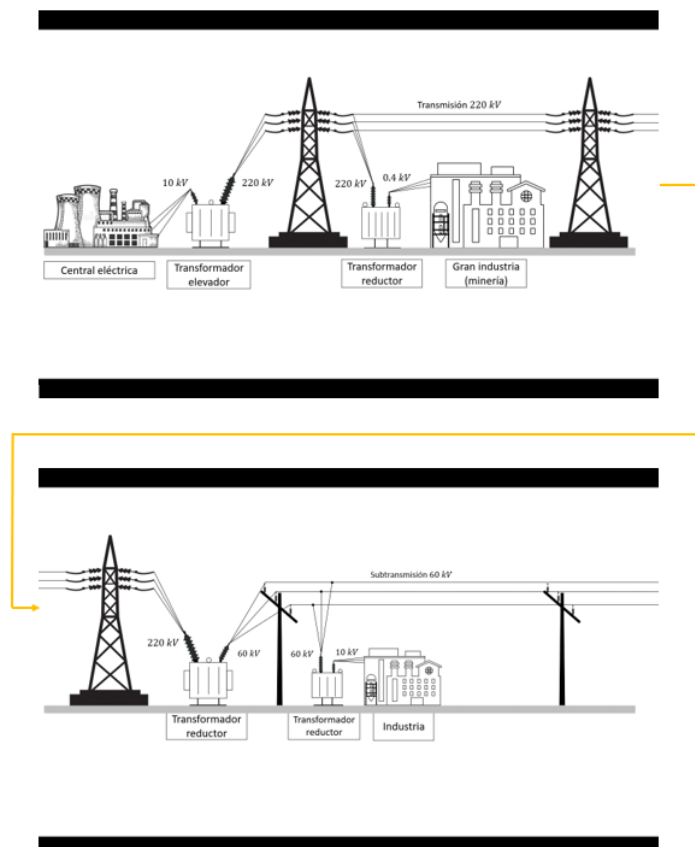 Transmisión 220 kV
10 kV
220 kV
220 kV
0.4 kV
Central eléctrica
Transformador
elevador
Transformador
reductor
Gran industria
(minería)
Subtransmisión 60 kV
220 kV
60 kV
60 kV
10 kV
Transformador
reductor
Transformador
reductor
Industria